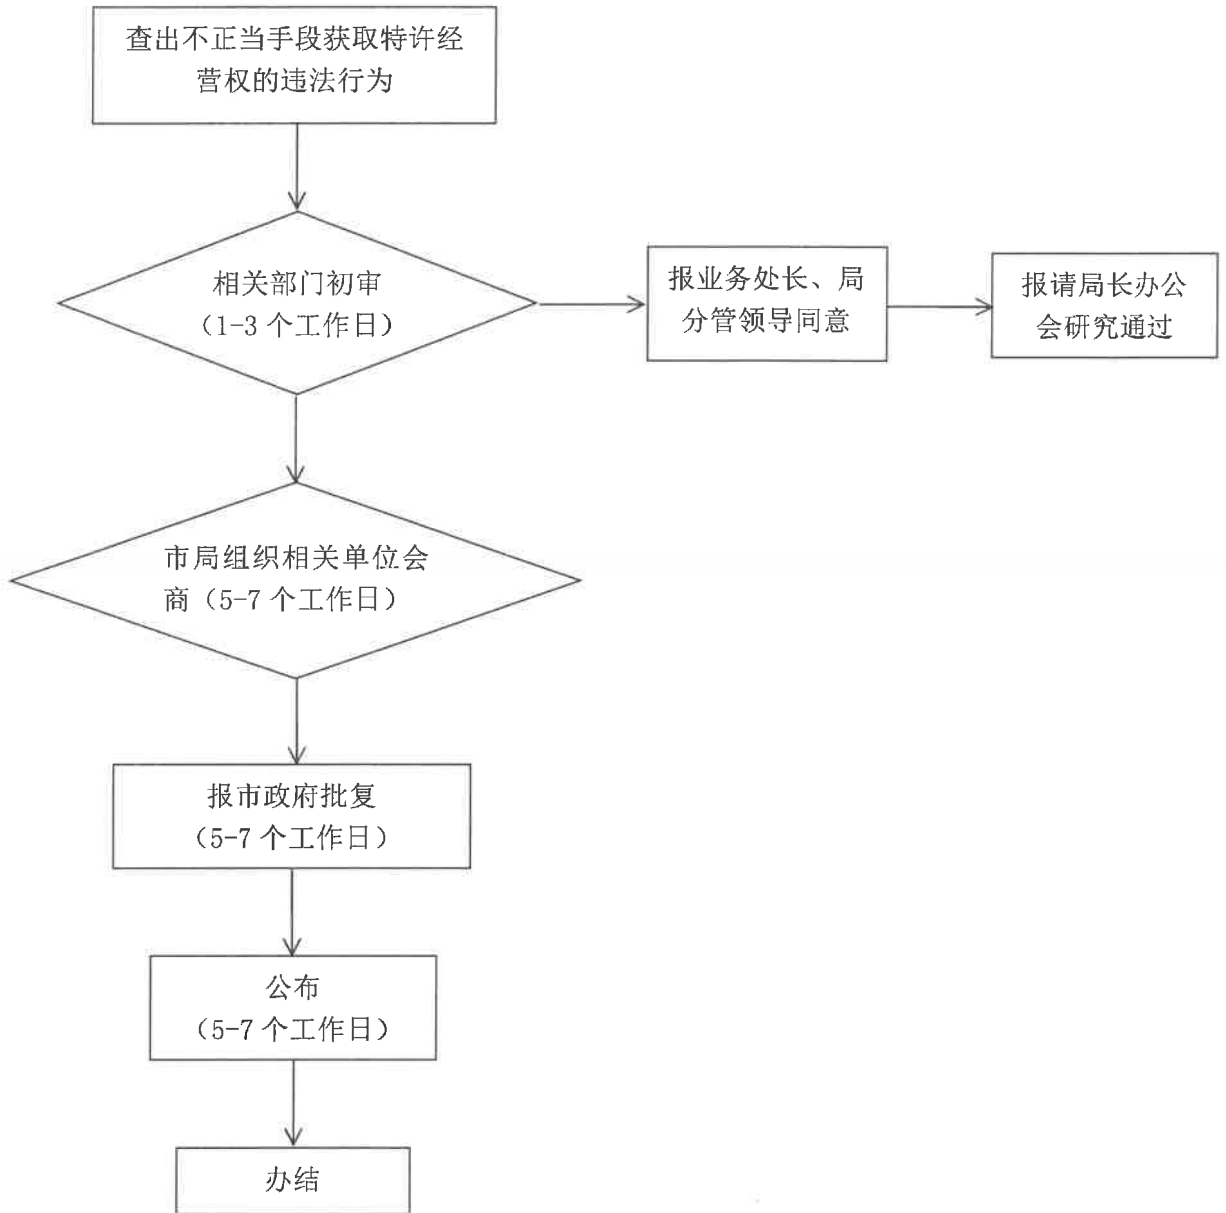 查出不正当手段获取特许经
营权的违法行为
相关部门初审
（1-3 个工作日）
报业务处长、局
分管领导同意
报请局长办公
会研究通过
市局组织相关单位会
商（5-7 个工作日）
报市政府批复
（5-7 个工作日）
公布
（5-7 个工作日）
办结